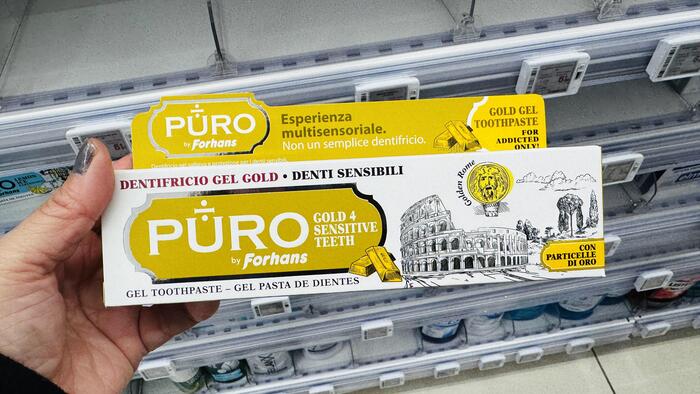 PURO
by Forhans
Esperienza
multisensoriale.
Non un semplice dentifricio.
GOLD GEL
TOOTHPASTE
FOR
ADDICTED
ONLY!
DENTIFRICIO GEL GOLD • DENTI SENSIBILI
PURO
by Forhans
GOLD 4
SENSITIVE
TEETH
Golden Rome
CON
PARTICELLE
DI ORO
GEL TOOTHPASTE – GEL PASTA DE DIENTES